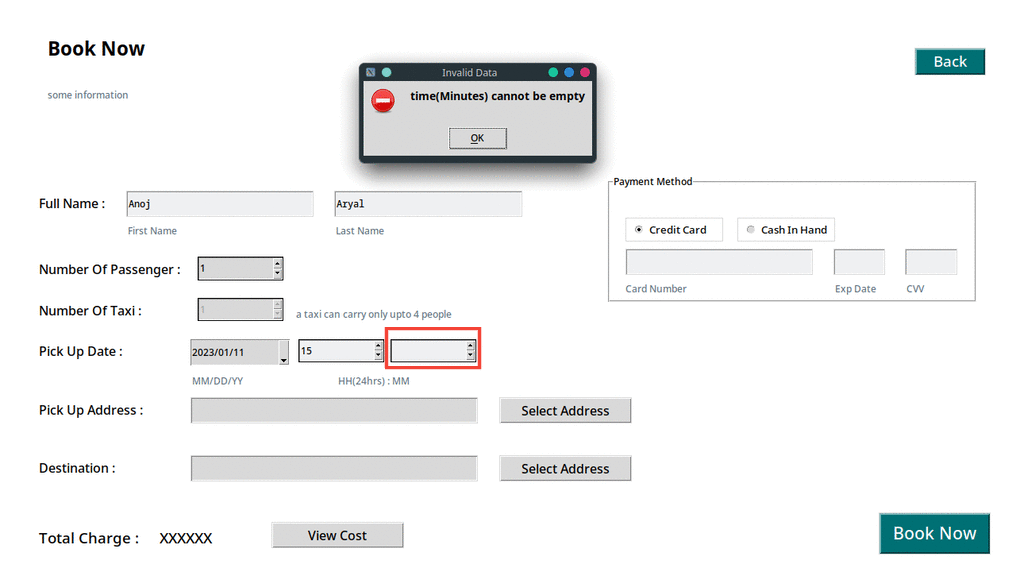 Book Now
Back
some information
Invalid Data
time(Minutes) cannot be empty
OK
Full Name :
Anoj
Aryal
First Name
Last Name
Payment Method
Credit Card
Cash In Hand
Card Number
Exp Date
CVV
Number Of Passenger :
1
Number Of Taxi :
1
a taxi can carry only upto 4 people
Pick Up Date :
2023/01/11
15
MM/DD/YY
HH(24hrs) : MM
Pick Up Address :
Select Address
Destination :
Select Address
Total Charge :
XXXXXX
View Cost
Book Now